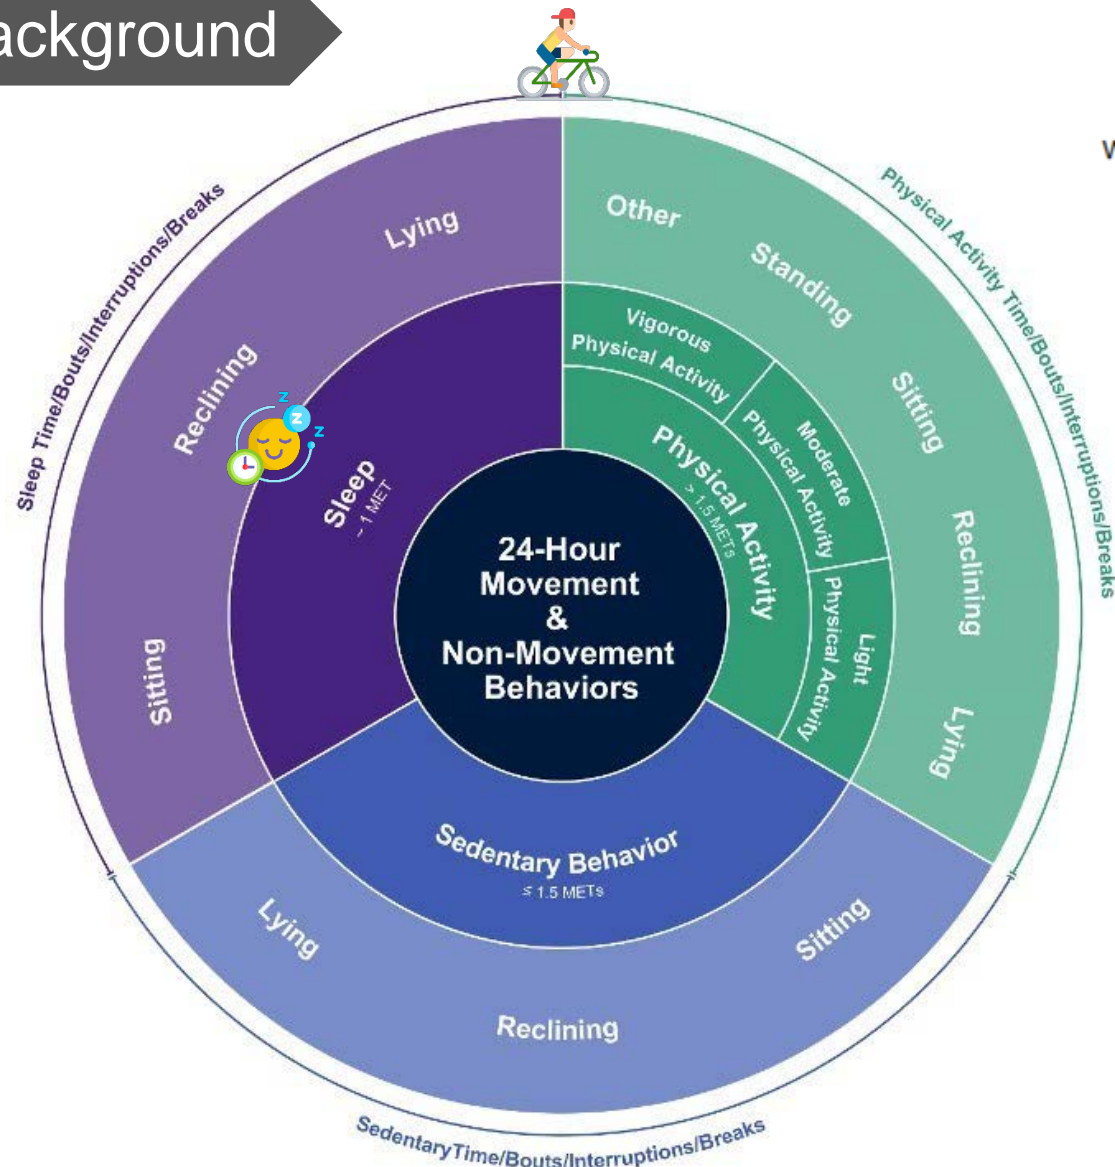 ackground
W
24-Hour
Movement
&
Non-Movement
Behaviors
Sleep
~ 1 MET
Lying
Reclining
Sitting
Sleep Time/Bouts/Interruptions/Breaks
z
z
z
Physical Activity
> 1.5 METs
Vigorous
Physical Activity
Moderate
Physical Activity
Light
Physical Activity
Other
Standing
Sitting
Reclining
Lying
Physical Activity Time/Bouts/Interruptions/Breaks
Sedentary Behavior
≤ 1.5 METs
Lying
Reclining
Sitting
SedentaryTime/Bouts/Interruptions/Breaks